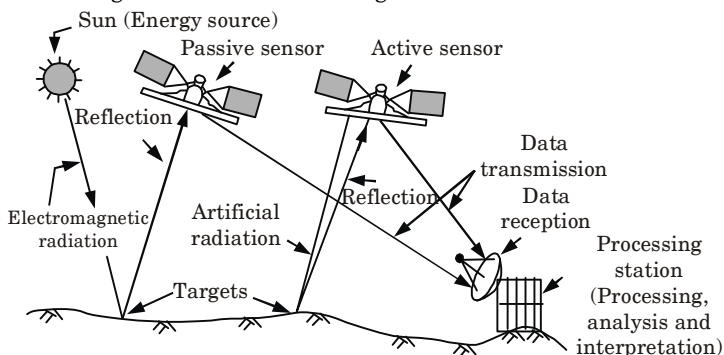 Sun (Energy source)
Passive sensor
Active sensor
Reflection
Data
transmission
Reflection
Data
reception
Electromagnetic
radiation
Artificial
radiation
Processing
station
(Processing,
analysis and
interpretation)
Targets